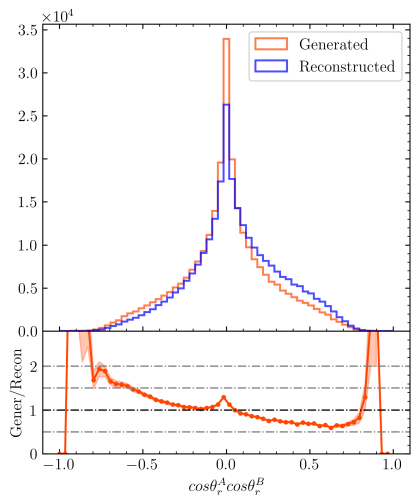 ×10⁴
3.5
3.0
2.5
2.0
1.5
1.0
0.5
0.0
Generated
Reconstructed
Gener/Recon
2
1
0
−1.0 −0.5 0.0 0.5 1.0
cosθ_r^A cosθ_r^B